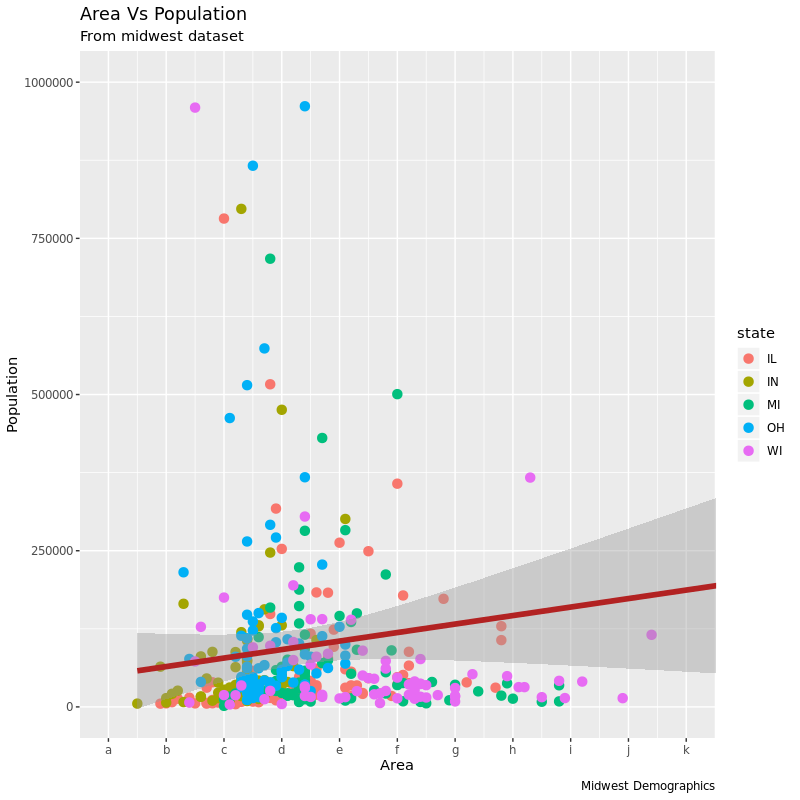 Area Vs Population
From midwest dataset
Population
1000000
750000
500000
250000
0
a b c d e f g h i j k
Area
state
IL
IN
MI
OH
WI
Midwest Demographics